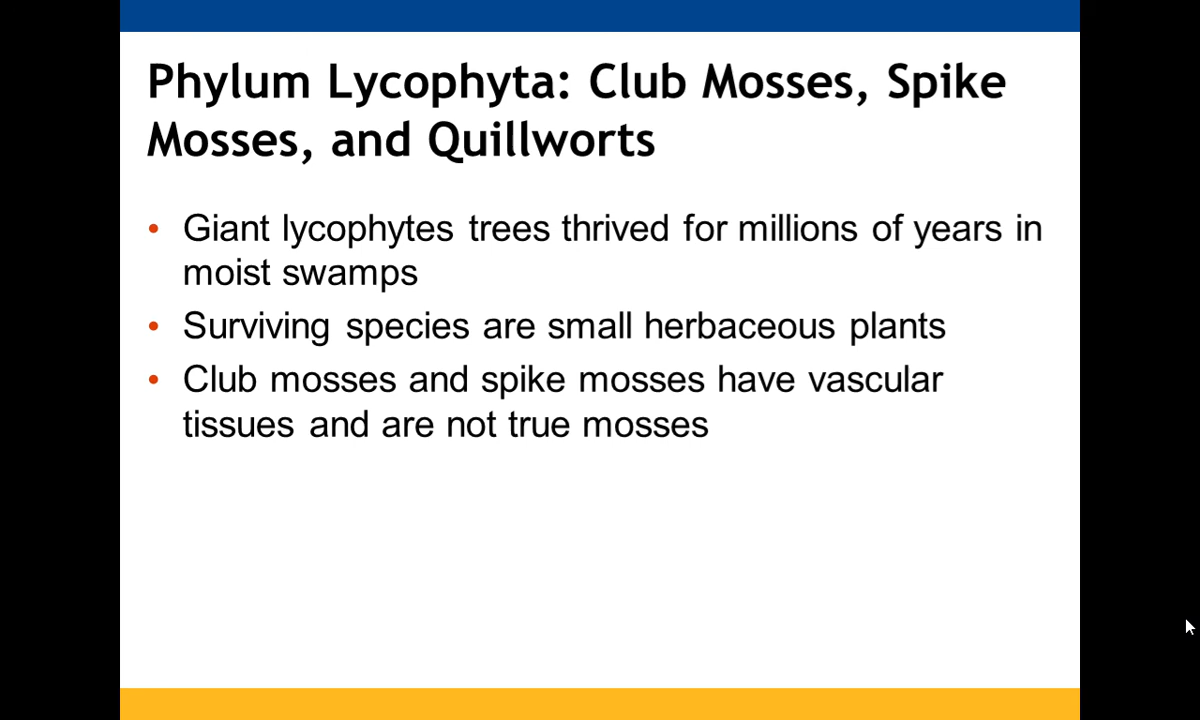 Phylum Lycophyta: Club Mosses, Spike
Mosses, and Quillworts
• Giant lycophytes trees thrived for millions of years in
moist swamps
• Surviving species are small herbaceous plants
• Club mosses and spike mosses have vascular
tissues and are not true mosses